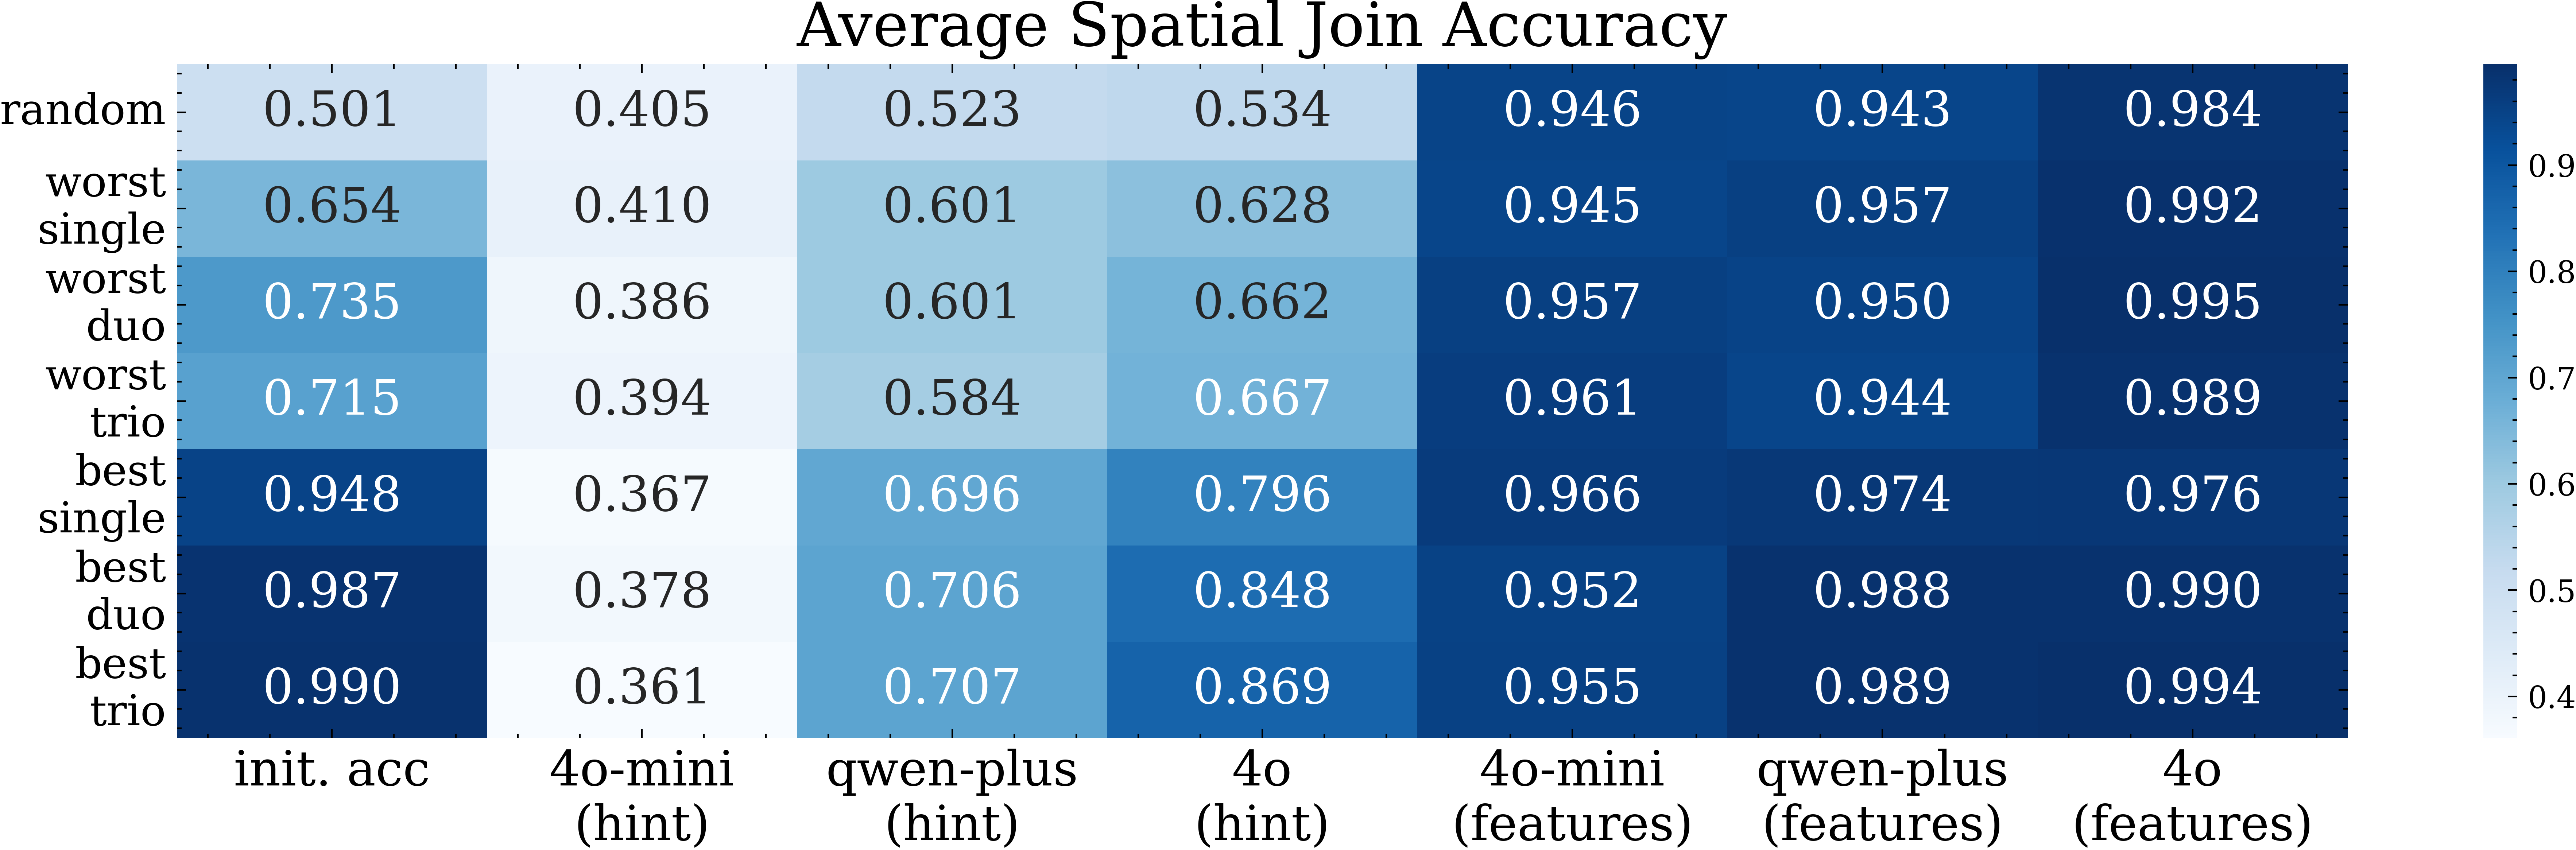 Average Spatial Join Accuracy
random 0.501 0.405 0.523 0.534 0.946 0.943 0.984
worst
single 0.654 0.410 0.601 0.628 0.945 0.957 0.992
worst
duo 0.735 0.386 0.601 0.662 0.957 0.950 0.995
worst
trio 0.715 0.394 0.584 0.667 0.961 0.944 0.989
best
single 0.948 0.367 0.696 0.796 0.966 0.974 0.976
best
duo 0.987 0.378 0.706 0.848 0.952 0.988 0.990
best
trio 0.990 0.361 0.707 0.869 0.955 0.989 0.994
init. acc 4o-mini qwen-plus 4o 4o-mini qwen-plus 4o
(hint) (hint) (hint) (features) (features) (features)
0.9
0.8
0.7
0.6
0.5
0.4